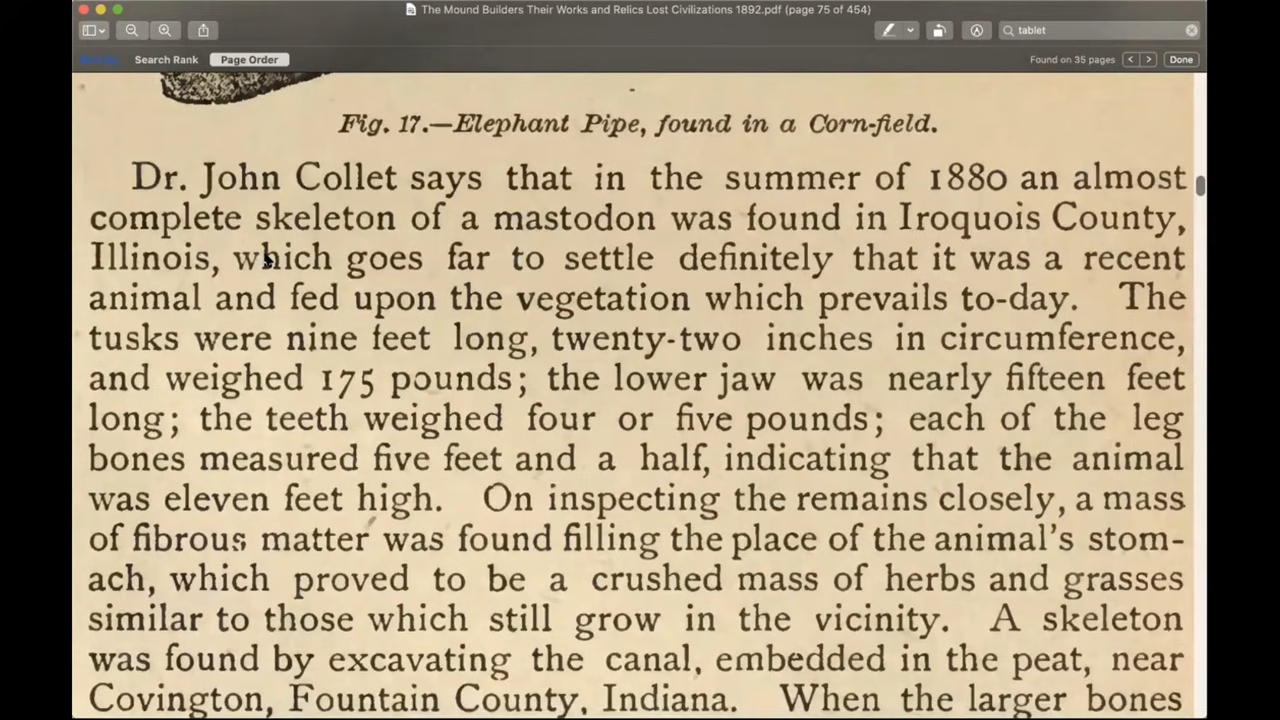 The Mound Builders Their Works and Relics Lost Civilizations 1892.pdf (page 75 of 454)
tablet
Search Rank
Page Order
Found on 35 pages
Done
Fig. 17.—Elephant Pipe, found in a Corn-field.
Dr. John Collet says that in the summer of 1880 an almost
complete skeleton of a mastodon was found in Iroquois County,
Illinois, which goes far to settle definitely that it was a recent
animal and fed upon the vegetation which prevails to-day. The
tusks were nine feet long, twenty-two inches in circumference,
and weighed 175 pounds; the lower jaw was nearly fifteen feet
long; the teeth weighed four or five pounds; each of the leg
bones measured five feet and a half, indicating that the animal
was eleven feet high. On inspecting the remains closely, a mass
of fibrous matter was found filling the place of the animal's stom-
ach, which proved to be a crushed mass of herbs and grasses
similar to those which still grow in the vicinity. A skeleton
was found by excavating the canal, embedded in the peat, near
Covington, Fountain County, Indiana. When the larger bones